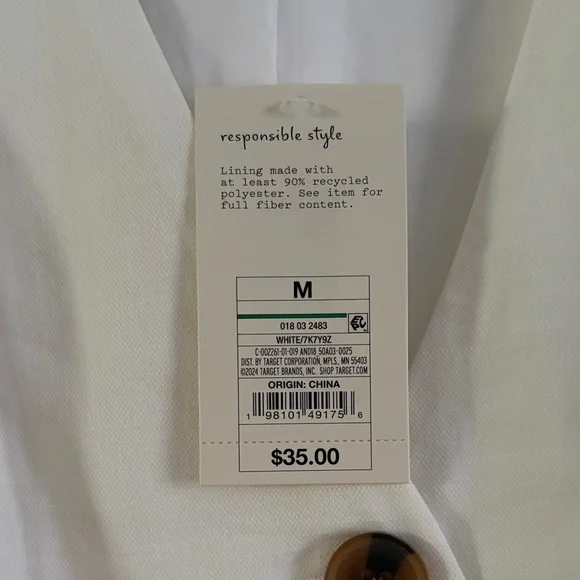 responsible style
Lining made with
at least 90% recycled
polyester. See item for
full fiber content.
M
018 03 2483
WHITE/7K7Y9Z
C-002261-01-019 AND18 50A03-0025
DIST. BY TARGET CORPORATION, MPLS., MN 55403
©2024 TARGET BRANDS, INC. SHOP TARGET.COM
ORIGIN: CHINA
1 98101 49175 6
$35.00